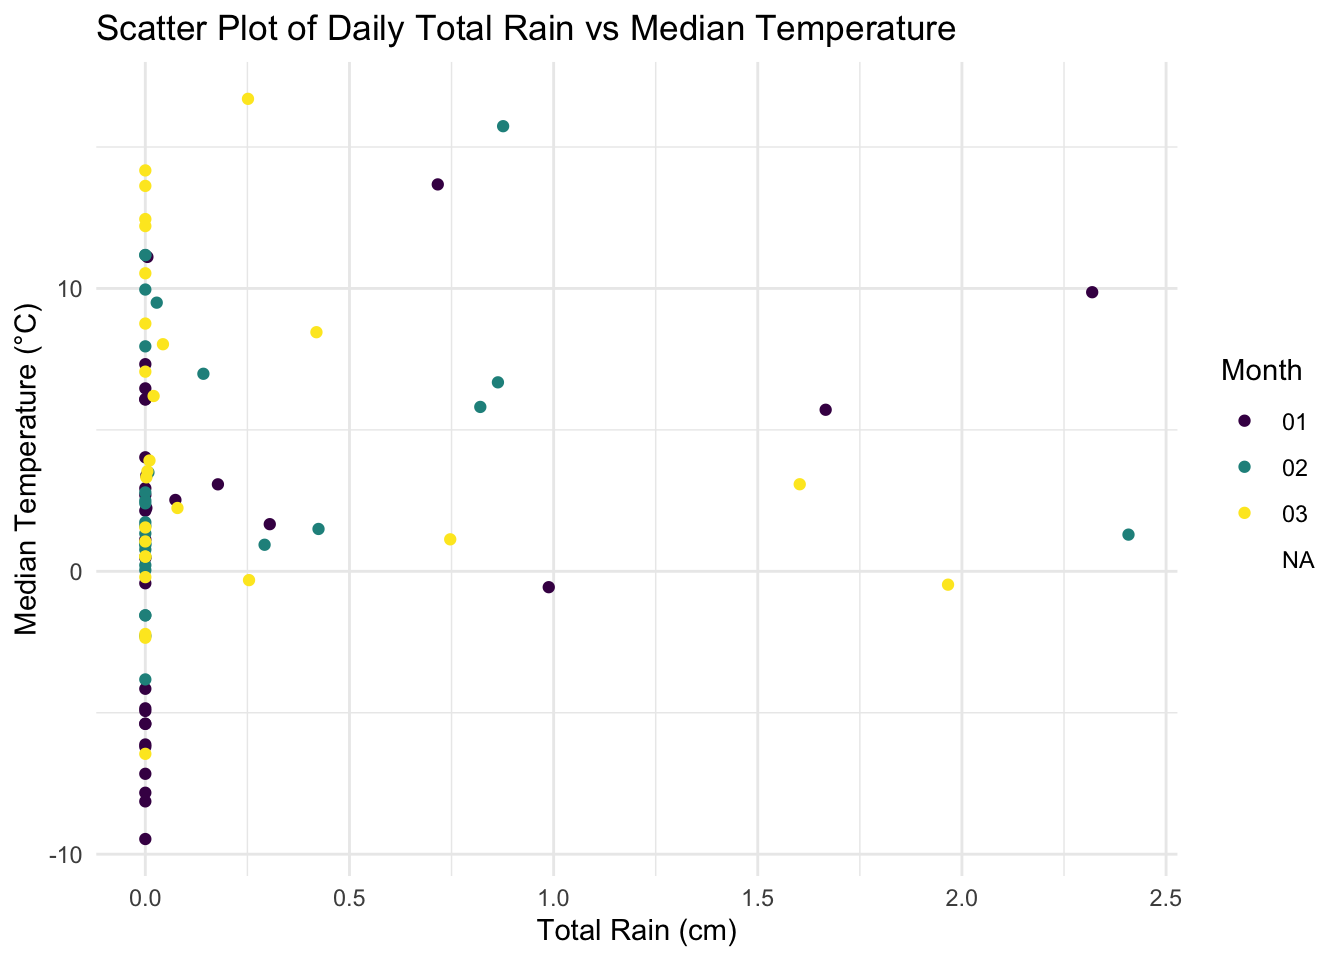 Scatter Plot of Daily Total Rain vs Median Temperature
Median Temperature (°C)
10
0
-10
0.0
0.5
1.0
1.5
2.0
2.5
Total Rain (cm)
Month
01
02
03
NA